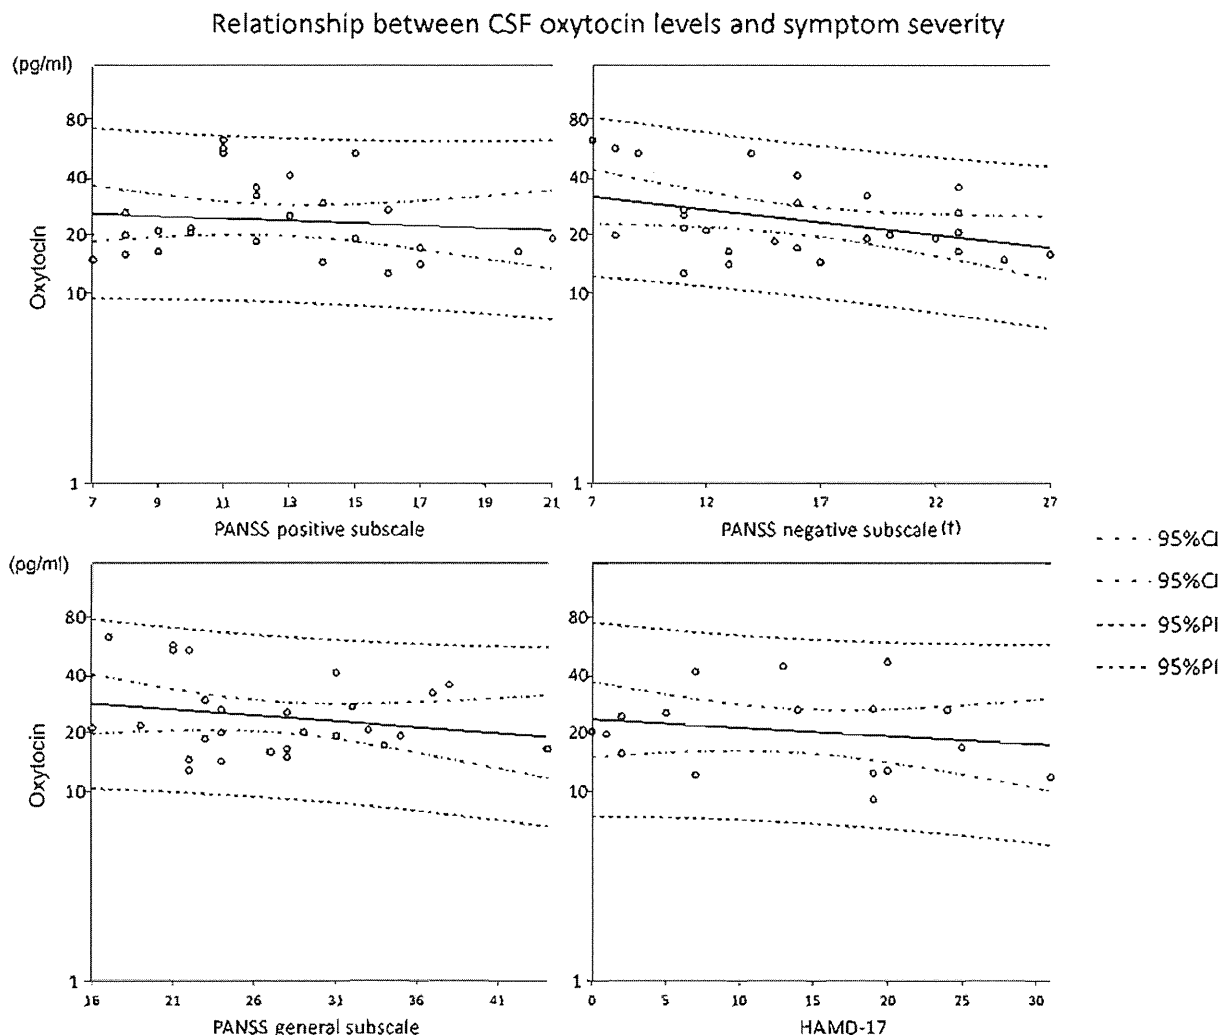 Relationship between CSF oxytocin levels and symptom severity
(pg/ml)
80
40
20
10
1
Oxytocin
7 9 11 13 15 17 19 21
PANSS positive subscale
80
40
20
10
1
7 12 17 22 27
PANSS negative subscale(†)
(pg/ml)
80
40
20
10
1
Oxytocin
16 21 26 31 36 41
PANSS general subscale
80
40
20
10
1
0 5 10 15 20 25 30
HAMD-17
95%CI
95%CI
95%PI
95%PI